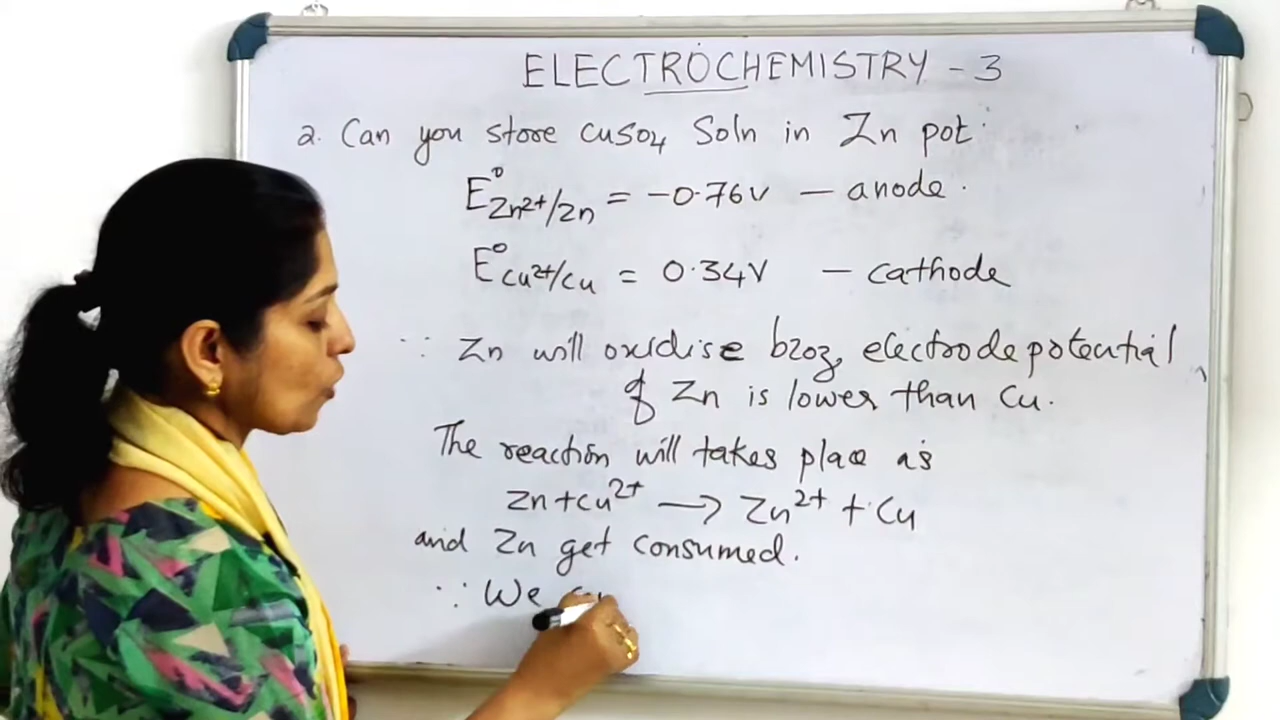 ELECTROCHEMISTRY - 3
2. Can you store CuSO4 Soln in Zn pot.
E°Zn2+/Zn = -0.76V — anode.
E°Cu2+/Cu = 0.34V — cathode
∵ Zn will oxidise bzoz, electrode potential
of Zn is lower than Cu.
The reaction will takes place as
Zn + Cu2+ → Zn2+ + Cu
and Zn get consumed.
∵ We